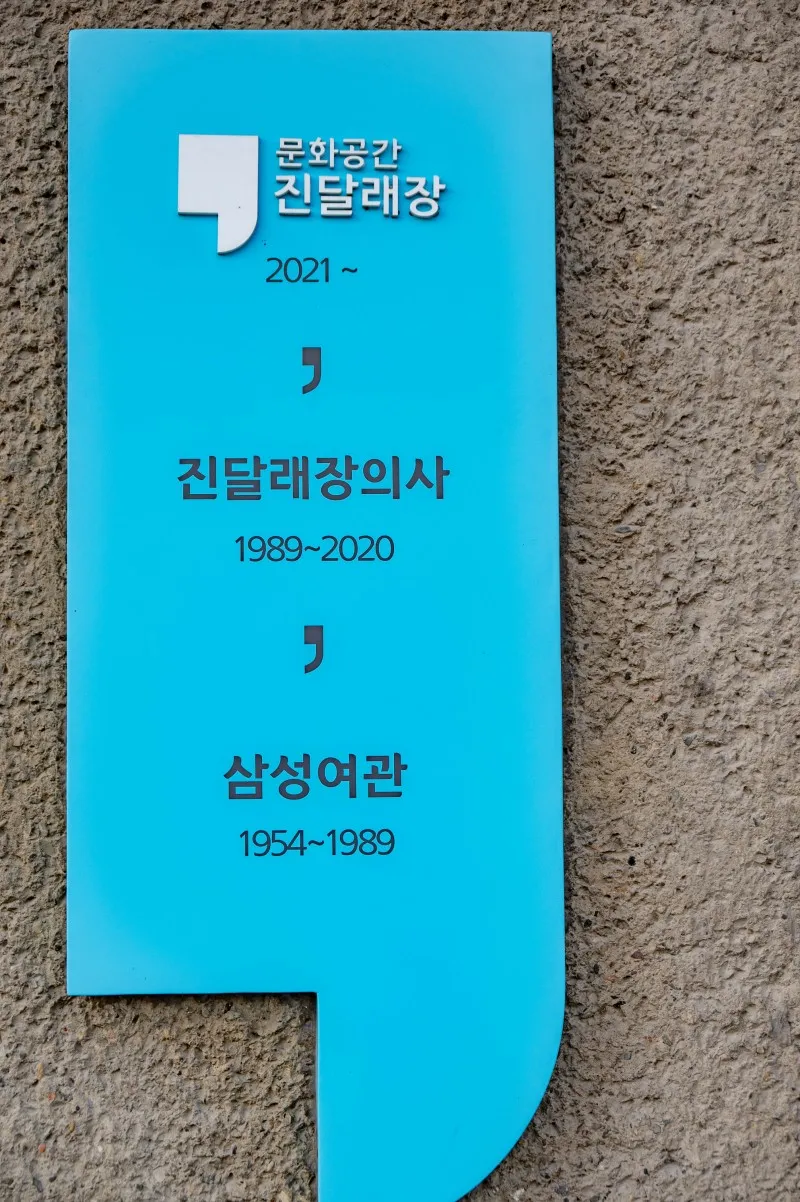 문화공간
진달래장
2021 ~
,
진달래장의사
1989~2020
,
삼성여관
1954~1989